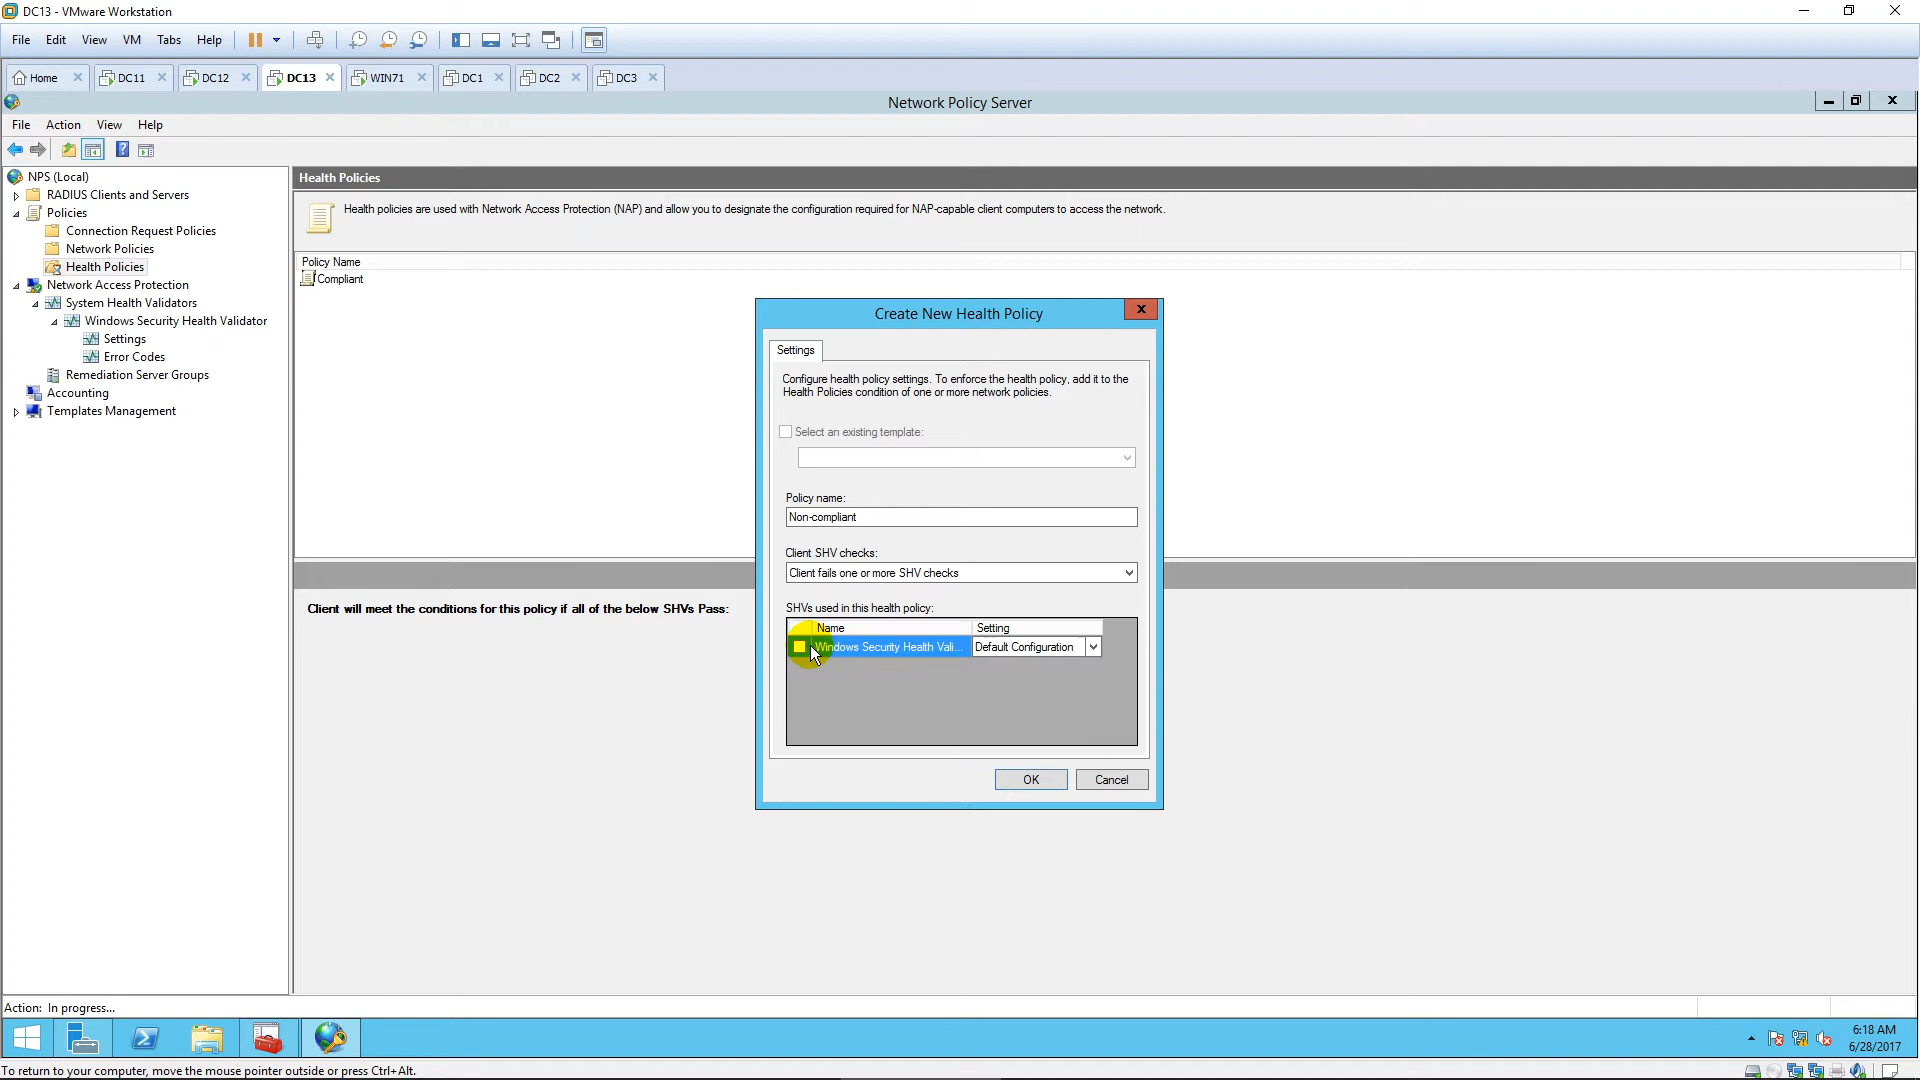 DC13 - VMware Workstation
File Edit View VM Tabs Help
Home DC11 DC12 DC13 WIN71 DC1 DC2 DC3
Network Policy Server
File Action View Help
NPS (Local)
RADIUS Clients and Servers
Policies
Connection Request Policies
Network Policies
Health Policies
Network Access Protection
System Health Validators
Windows Security Health Validator
Settings
Error Codes
Remediation Server Groups
Accounting
Templates Management
Health Policies
Health policies are used with Network Access Protection (NAP) and allow you to designate the configuration required for NAP-capable client computers to access the network.
Policy Name
Compliant
Client will meet the conditions for this policy if all of the below SHVs Pass:
Create New Health Policy
Settings
Configure health policy settings. To enforce the health policy, add it to the
Health Policies condition of one or more network policies.
Select an existing template:
Policy name:
Non-compliant
Client SHV checks:
Client fails one or more SHV checks
SHVs used in this health policy:
Name Setting
Windows Security Health Vali... Default Configuration
OK Cancel
Action: In progress...
6:18 AM
6/28/2017
To return to your computer, move the mouse pointer outside or press Ctrl+Alt.